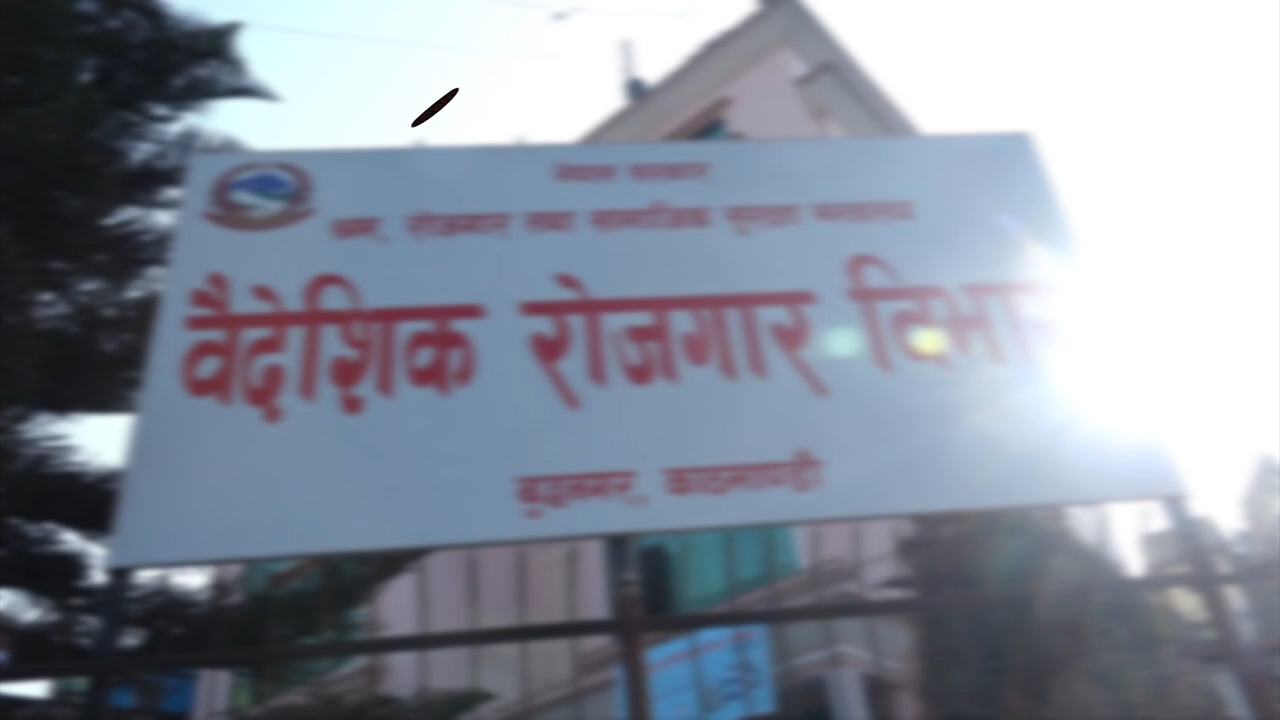 नेपाल सरकार
श्रम, रोजगार तथा सामाजिक सुरक्षा मन्त्रालय
वैदेशिक रोजगार विभाग
बुद्धनगर, काठमाण्डौ